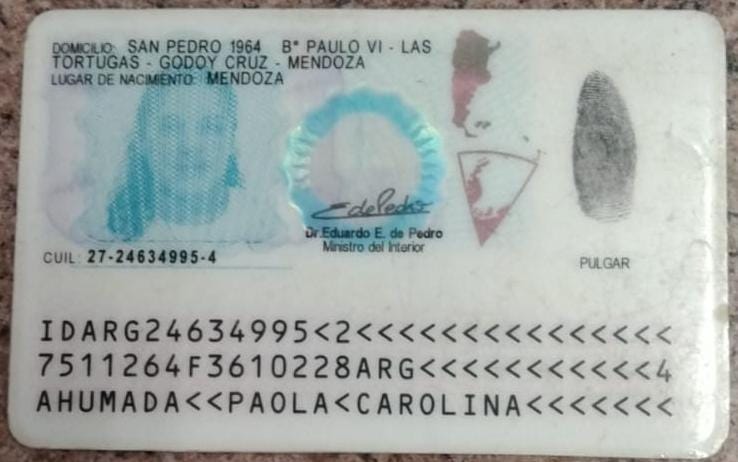 DOMICILIO: SAN PEDRO 1964 B° PAULO VI - LAS
TORTUGAS - GODOY CRUZ - MENDOZA
LUGAR DE NACIMIENTO: MENDOZA
EdePedro
Dr. Eduardo E. de Pedro
Ministro del Interior
CUIL: 27-24634995-4
PULGAR
IDARG24634995<2<<<<<<<<<<<<<<<
7511264F3610228ARG<<<<<<<<<<<4
AHUMADA<<PAOLA<CAROLINA<<<<<<<